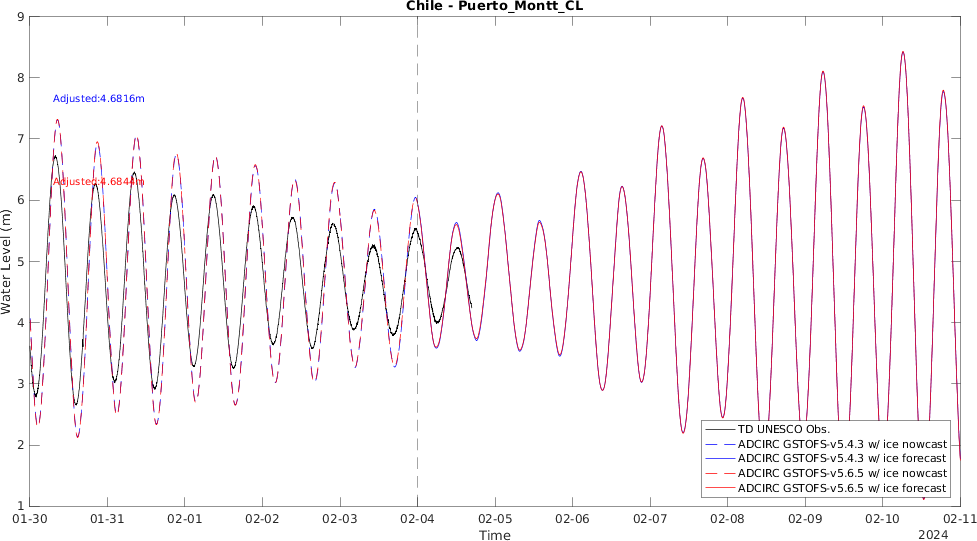 Chile - Puerto_Montt_CL
9
8
7
6
5
4
3
2
1
Water Level (m)
Adjusted:4.6816m
Adjusted:4.6844m
TD UNESCO Obs.
ADCIRC GSTOFS-v5.4.3 w/ ice nowcast
ADCIRC GSTOFS-v5.4.3 w/ ice forecast
ADCIRC GSTOFS-v5.6.5 w/ ice nowcast
ADCIRC GSTOFS-v5.6.5 w/ ice forecast
01-30 01-31 02-01 02-02 02-03 02-04 02-05 02-06 02-07 02-08 02-09 02-10 02-11
Time
2024